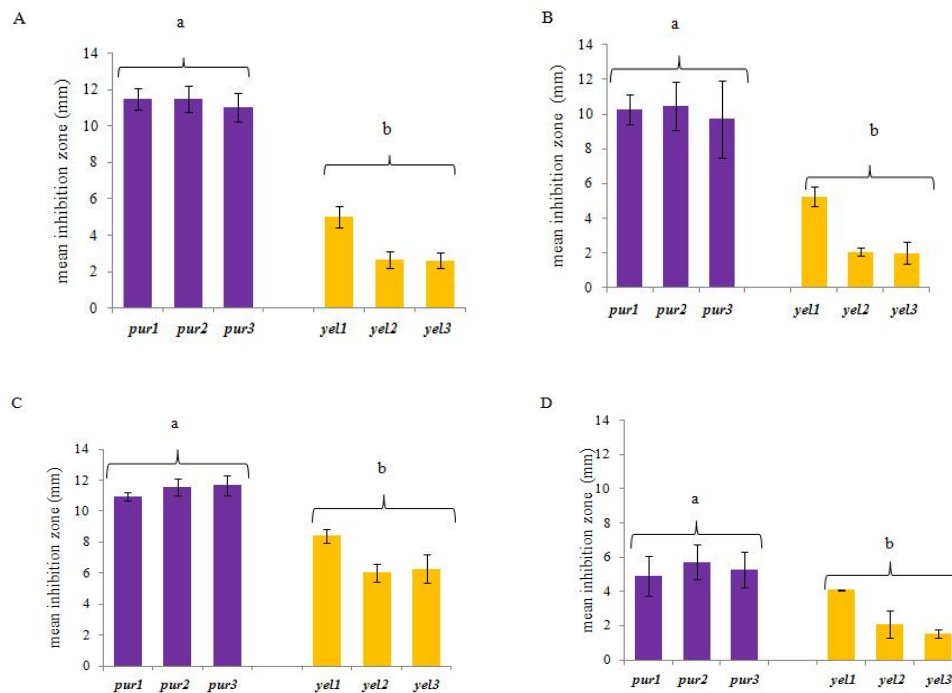 A
a
b
mean inhibition zone (mm)
14
12
10
8
6
4
2
0
pur1 pur2 pur3 yel1 yel2 yel3
B
a
b
mean inhibition zone (mm)
14
12
10
8
6
4
2
0
pur1 pur2 pur3 yel1 yel2 yel3
C
a
b
mean inhibition zone (mm)
14
12
10
8
6
4
2
0
pur1 pur2 pur3 yel1 yel2 yel3
D
a
b
mean inhibition zone (mm)
14
12
10
8
6
4
2
0
pur1 pur2 pur3 yel1 yel2 yel3